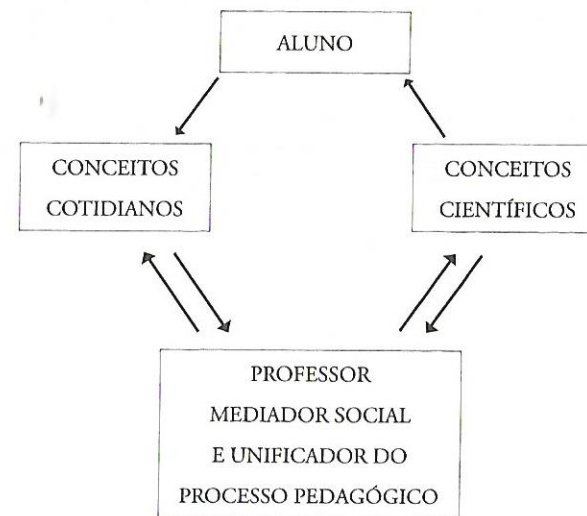 ALUNO
CONCEITOS
COTIDIANOS
CONCEITOS
CIENTÍFICOS
PROFESSOR
MEDIADOR SOCIAL
E UNIFICADOR DO
PROCESSO PEDAGÓGICO